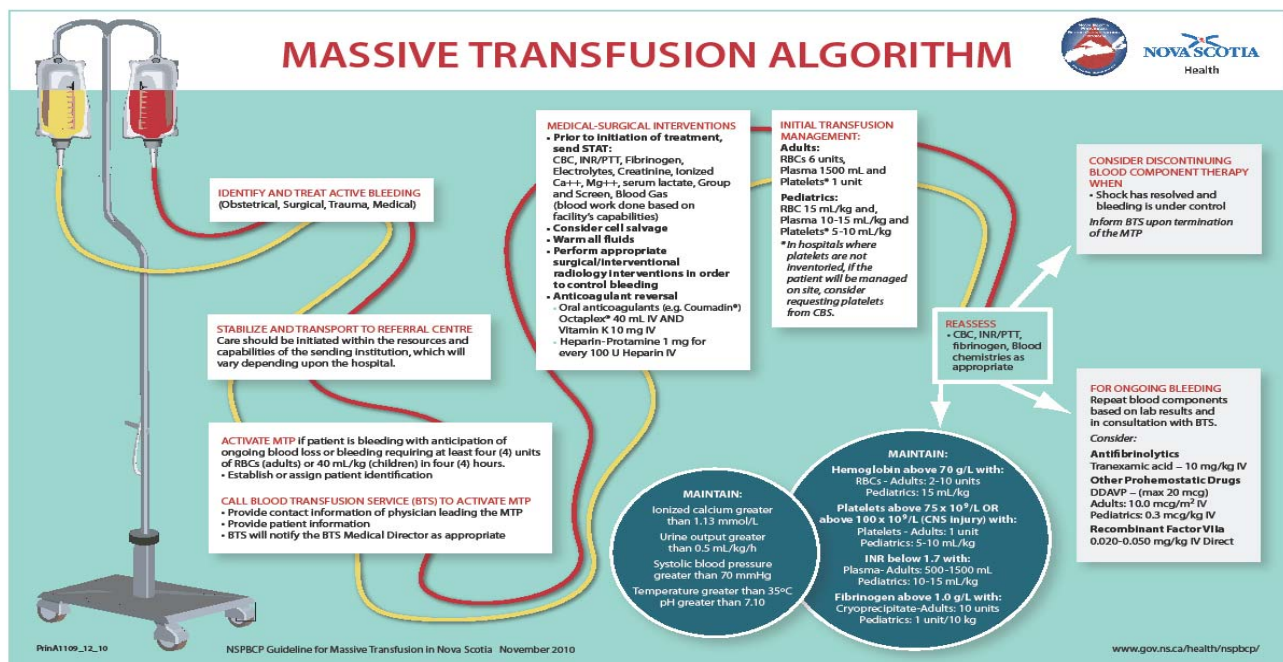 MASSIVE TRANSFUSION ALGORITHM
NOVA SCOTIA
Health
IDENTIFY AND TREAT ACTIVE BLEEDING
(Obstetrical, Surgical, Trauma, Medical)
STABILIZE AND TRANSPORT TO REFERRAL CENTRE
Care should be initiated within the resources and
capabilities of the sending institution, which will
vary depending upon the hospital.
ACTIVATE MTP if patient is bleeding with anticipation of
ongoing blood loss or bleeding requiring at least four (4) units
of RBCs (adults) or 40 mL/kg (children) in four (4) hours.
• Establish or assign patient identification
CALL BLOOD TRANSFUSION SERVICE (BTS) TO ACTIVATE MTP
• Provide contact information of physician leading the MTP
• Provide patient information
• BTS will notify the BTS Medical Director as appropriate
MEDICAL-SURGICAL INTERVENTIONS
• Prior to initiation of treatment,
send STAT:
CBC, INR/PTT, Fibrinogen,
Electrolytes, Creatinine, Ionized
Ca++, Mg++, serum lactate, Group
and Screen, Blood Gas
(blood work done based on
facility's capabilities)
• Consider cell salvage
• Warm all fluids
• Perform appropriate
surgical/interventional
radiology interventions in order
to control bleeding
• Anticoagulant reversal
- Oral anticoagulants (e.g. Coumadin®)
Octaplex® 40 mL IV AND
Vitamin K 10 mg IV
- Heparin-Protamine 1 mg for
every 100 U Heparin IV
INITIAL TRANSFUSION
MANAGEMENT:
Adults:
RBCs 6 units,
Plasma 1500 mL and
Platelets* 1 unit
Pediatrics:
RBC 15 mL/kg and,
Plasma 10-15 mL/kg and
Platelets* 5-10 mL/kg
*In hospitals where
platelets are not
inventoried, if the
patient will be managed
on site, consider
requesting platelets
from CBS.
REASSESS
• CBC, INR/PTT,
fibrinogen, Blood
chemistries as
appropriate
CONSIDER DISCONTINUING
BLOOD COMPONENT THERAPY
WHEN
• Shock has resolved and
bleeding is under control
Inform BTS upon termination
of the MTP
FOR ONGOING BLEEDING
Repeat blood components
based on lab results and
in consultation with BTS.
Consider:
Antifibrinolytics
Tranexamic acid – 10 mg/kg IV
Other Prohemostatic Drugs
DDAVP – (max 20 mcg)
Adults: 10.0 mcg/m² IV
Pediatrics: 0.3 mcg/kg IV
Recombinant Factor VIIa
0.020-0.050 mg/kg IV Direct
MAINTAIN:
Ionized calcium greater
than 1.13 mmol/L
Urine output greater
than 0.5 mL/kg/h
Systolic blood pressure
greater than 70 mmHg
Temperature greater than 35ºC
pH greater than 7.10
MAINTAIN:
Hemoglobin above 70 g/L with:
RBCs - Adults: 2-10 units
Pediatrics: 15 mL/kg
Platelets above 75 x 10⁹/L OR
above 100 x 10⁹/L (CNS injury) with:
Platelets - Adults: 1 unit
Pediatrics: 5-10 mL/kg
INR below 1.7 with:
Plasma- Adults: 500-1500 mL
Pediatrics: 10-15 mL/kg
Fibrinogen above 1.0 g/L with:
Cryoprecipitate-Adults: 10 units
Pediatrics: 1 unit/10 kg
PrinA1109_12_10
NSPBCP Guideline for Massive Transfusion in Nova Scotia November 2010
www.gov.ns.ca/health/nspbcp/